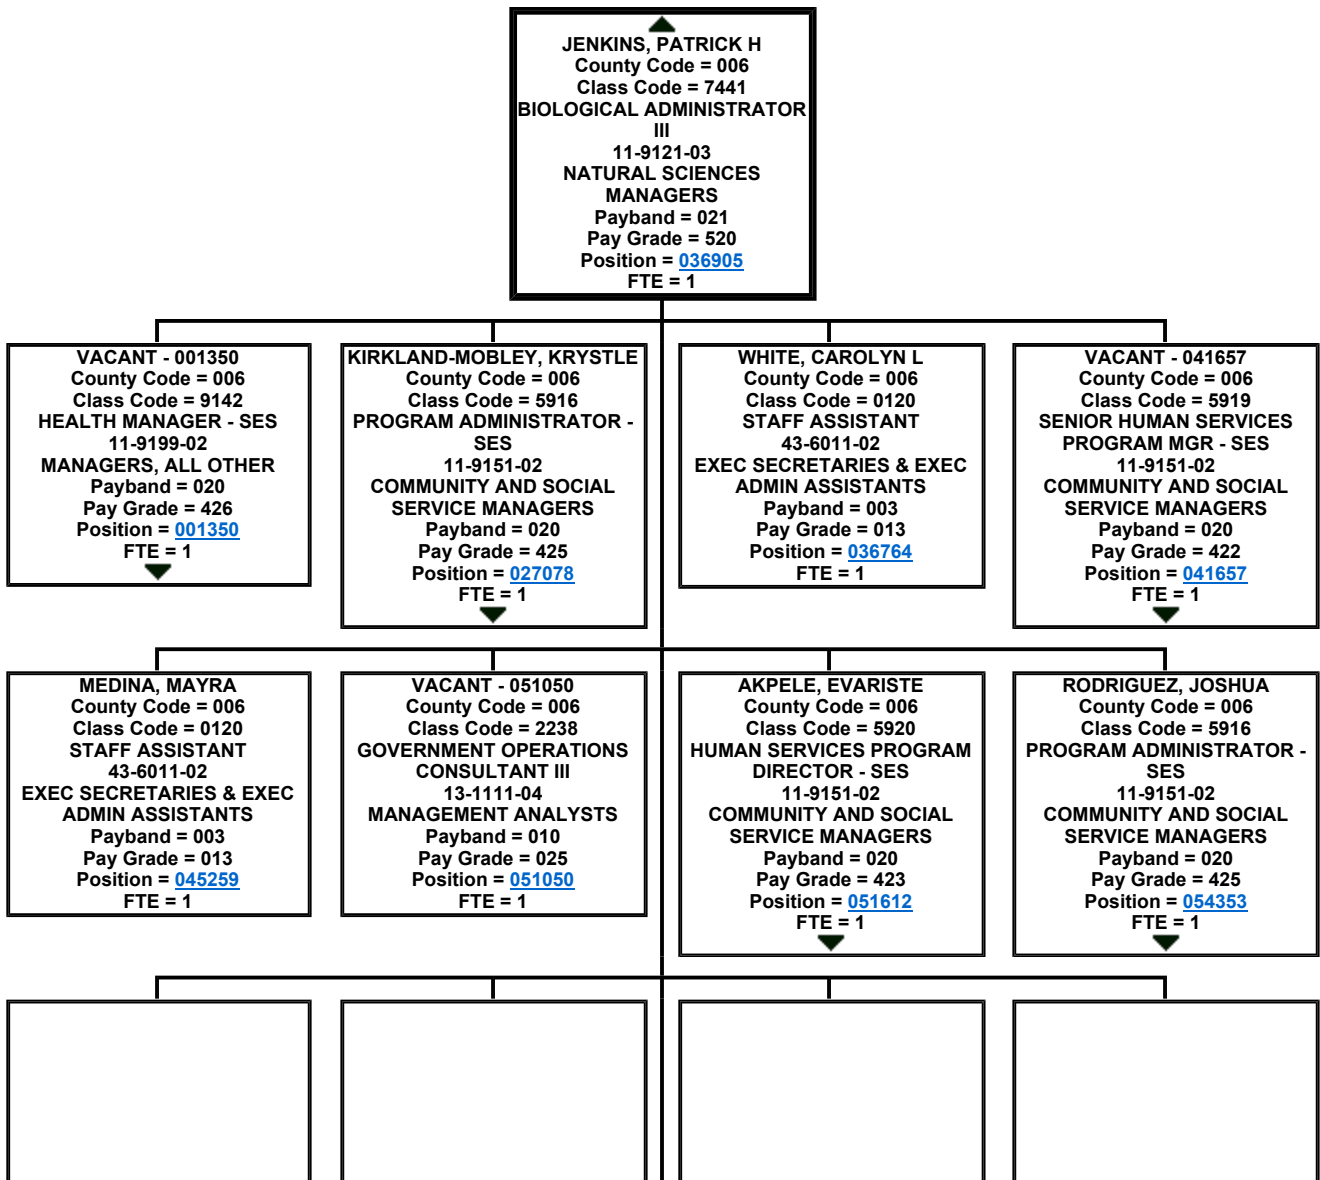 JENKINS, PATRICK H
County Code = 006
Class Code = 7441
BIOLOGICAL ADMINISTRATOR
III
11-9121-03
NATURAL SCIENCES
MANAGERS
Payband = 021
Pay Grade = 520
Position = 036905
FTE = 1
VACANT - 001350
County Code = 006
Class Code = 9142
HEALTH MANAGER - SES
11-9199-02
MANAGERS, ALL OTHER
Payband = 020
Pay Grade = 426
Position = 001350
FTE = 1
KIRKLAND-MOBLEY, KRYSTLE
County Code = 006
Class Code = 5916
PROGRAM ADMINISTRATOR -
SES
11-9151-02
COMMUNITY AND SOCIAL
SERVICE MANAGERS
Payband = 020
Pay Grade = 425
Position = 027078
FTE = 1
WHITE, CAROLYN L
County Code = 006
Class Code = 0120
STAFF ASSISTANT
43-6011-02
EXEC SECRETARIES & EXEC
ADMIN ASSISTANTS
Payband = 003
Pay Grade = 013
Position = 036764
FTE = 1
VACANT - 041657
County Code = 006
Class Code = 5919
SENIOR HUMAN SERVICES
PROGRAM MGR - SES
11-9151-02
COMMUNITY AND SOCIAL
SERVICE MANAGERS
Payband = 020
Pay Grade = 422
Position = 041657
FTE = 1
MEDINA, MAYRA
County Code = 006
Class Code = 0120
STAFF ASSISTANT
43-6011-02
EXEC SECRETARIES & EXEC
ADMIN ASSISTANTS
Payband = 003
Pay Grade = 013
Position = 045259
FTE = 1
VACANT - 051050
County Code = 006
Class Code = 2238
GOVERNMENT OPERATIONS
CONSULTANT III
13-1111-04
MANAGEMENT ANALYSTS
Payband = 010
Pay Grade = 025
Position = 051050
FTE = 1
AKPELE, EVARISTE
County Code = 006
Class Code = 5920
HUMAN SERVICES PROGRAM
DIRECTOR - SES
11-9151-02
COMMUNITY AND SOCIAL
SERVICE MANAGERS
Payband = 020
Pay Grade = 423
Position = 051612
FTE = 1
RODRIGUEZ, JOSHUA
County Code = 006
Class Code = 5916
PROGRAM ADMINISTRATOR -
SES
11-9151-02
COMMUNITY AND SOCIAL
SERVICE MANAGERS
Payband = 020
Pay Grade = 425
Position = 054353
FTE = 1